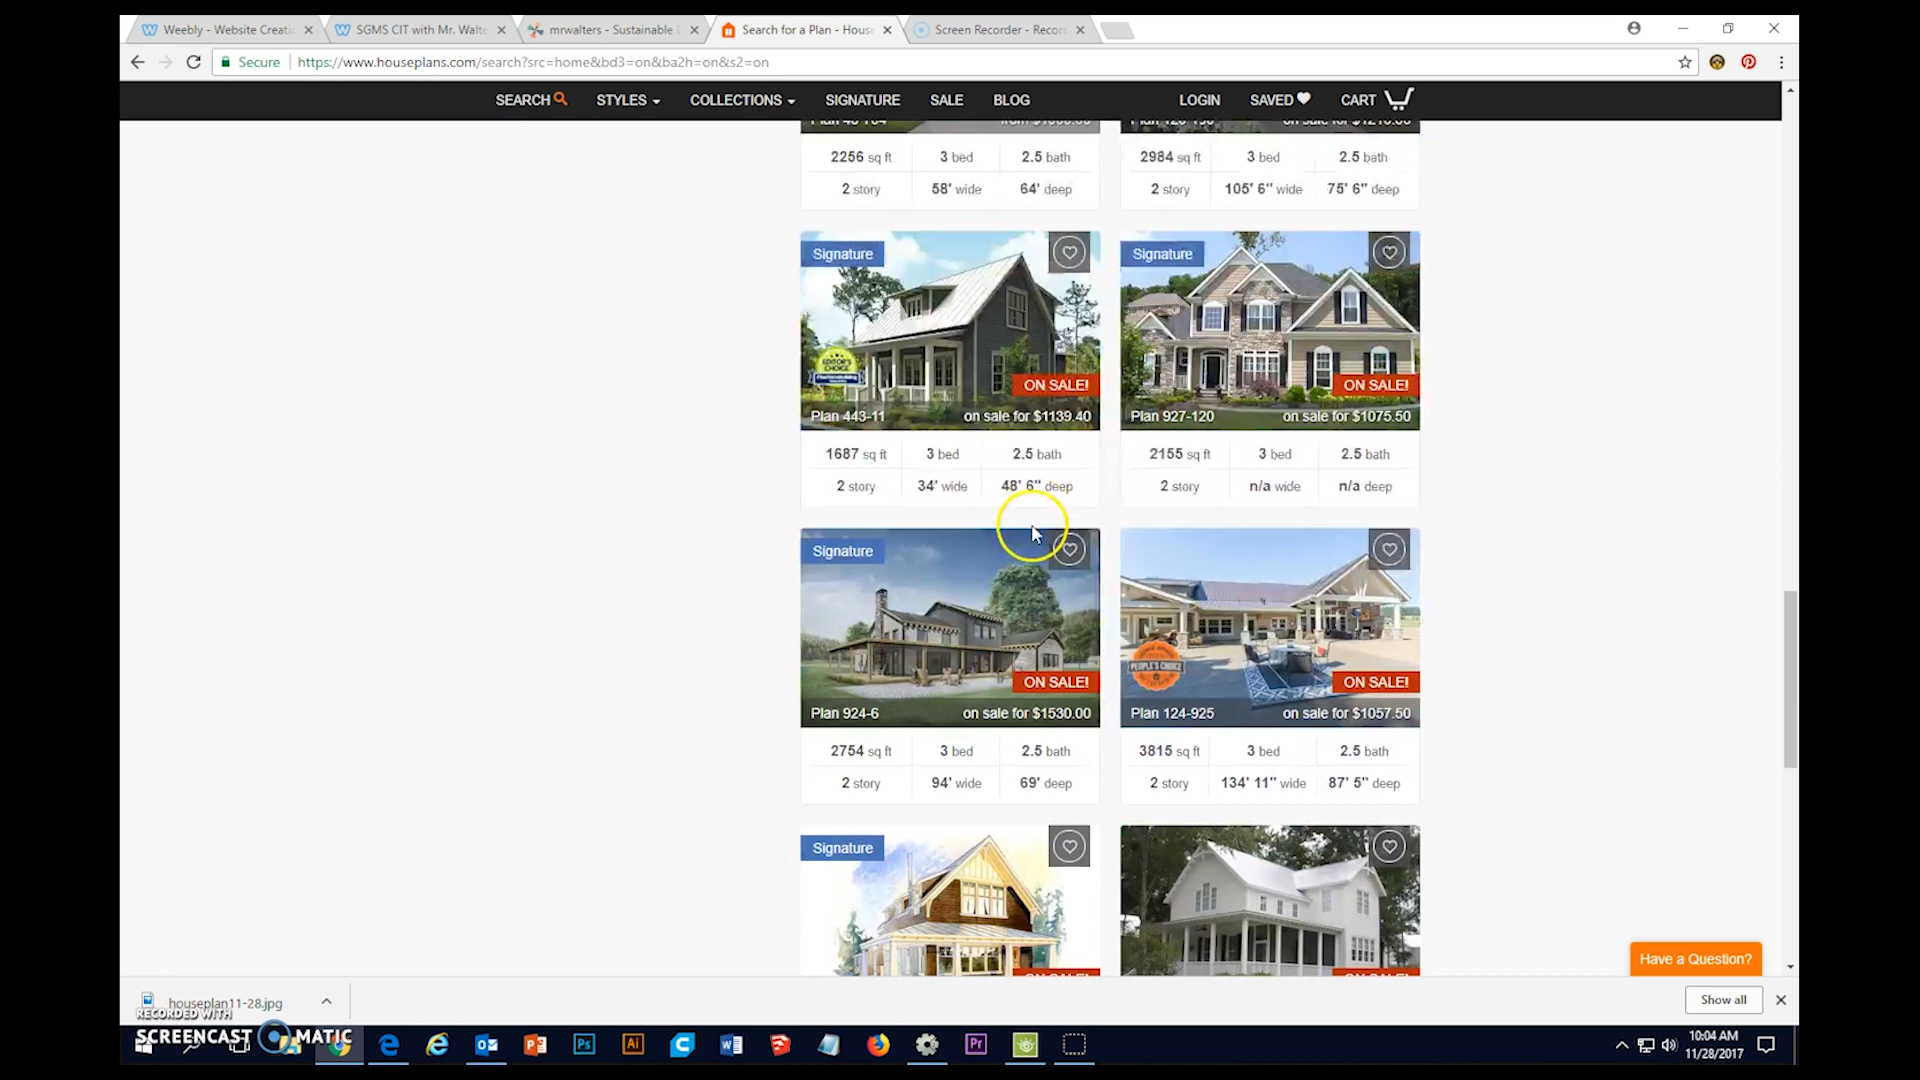 Weebly - Website Creati
SGMS CIT with Mr. Walte
mrwalters - Sustainable D
Search for a Plan - House
Screen Recorder - Record
Secure https://www.houseplans.com/search?src=home&bd3=on&ba2h=on&s2=on
SEARCH STYLES COLLECTIONS SIGNATURE SALE BLOG LOGIN SAVED CART
2256 sq ft 3 bed 2.5 bath
2 story 58' wide 64' deep
2984 sq ft 3 bed 2.5 bath
2 story 105' 6" wide 75' 6" deep
Signature
EDITOR'S CHOICE
ON SALE!
Plan 443-11 on sale for $1139.40
1687 sq ft 3 bed 2.5 bath
2 story 34' wide 48' 6" deep
Signature
ON SALE!
Plan 927-120 on sale for $1075.50
2155 sq ft 3 bed 2.5 bath
2 story n/a wide n/a deep
Signature
ON SALE!
Plan 924-6 on sale for $1530.00
2754 sq ft 3 bed 2.5 bath
2 story 94' wide 69' deep
PEOPLE'S CHOICE
ON SALE!
Plan 124-925 on sale for $1057.50
3815 sq ft 3 bed 2.5 bath
2 story 134' 11" wide 87' 5" deep
Signature
Have a Question?
houseplan11-28.jpg
Show all
RECORDED WITH
SCREENCAST MATIC
10:04 AM
11/28/2017